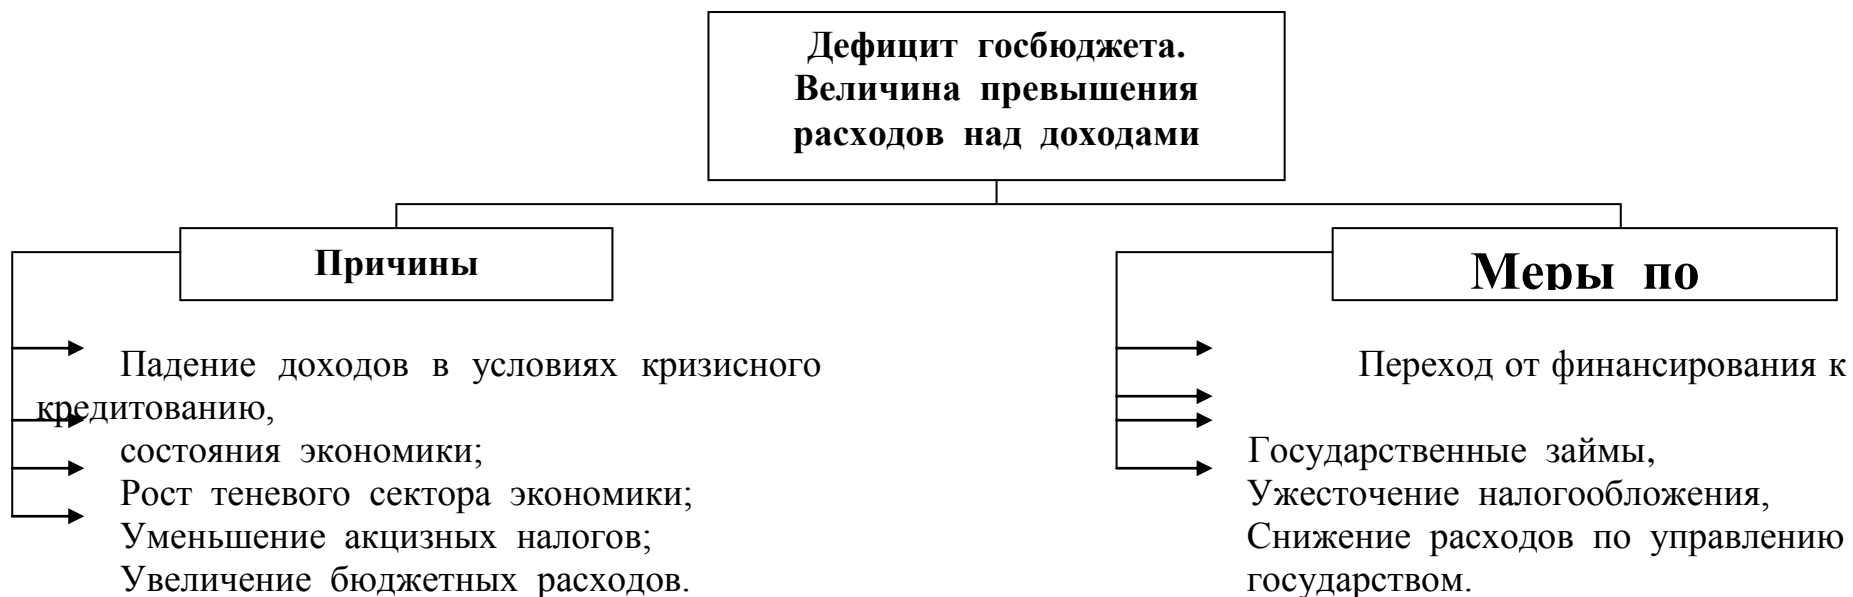 Дефицит госбюджета.
Величина превышения
расходов над доходами
Причины
Падение доходов в условиях кризисного
кредитованию,
состояния экономики;
Рост теневого сектора экономики;
Уменьшение акцизных налогов;
Увеличение бюджетных расходов.
Меры по
Переход от финансирования к
Государственные займы,
Ужесточение налогообложения,
Снижение расходов по управлению
государством.